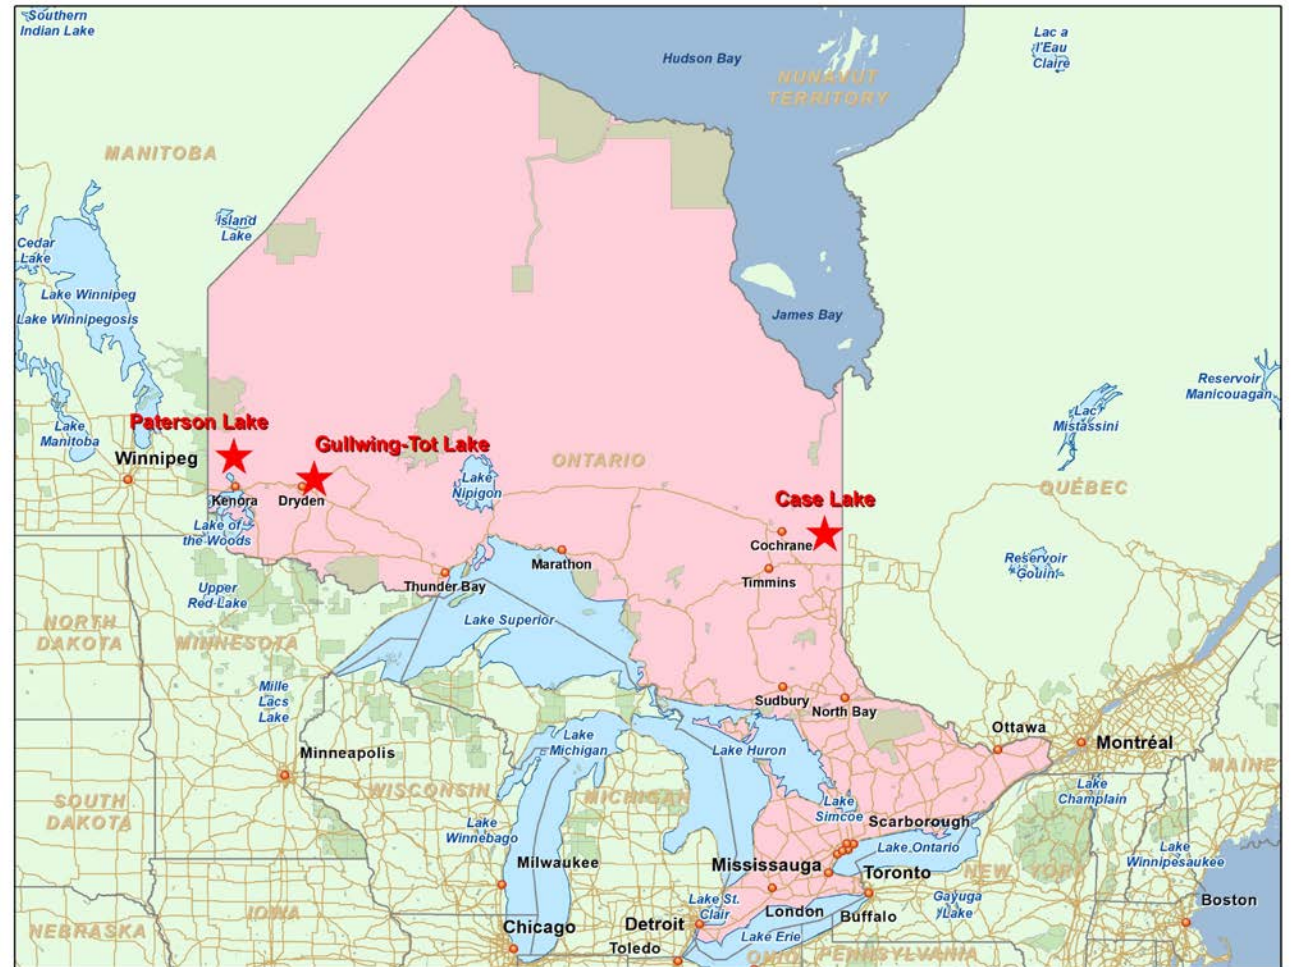 Southern
Indian Lake
Hudson Bay
Lac a
l'Eau
Claire
NUNAVUT
TERRITORY
MANITOBA
Island
Lake
Cedar
Lake
Lake Winnipeg
Lake Winnipegosis
James Bay
Reservoir
Manicouagan
Lac
Mistassini
Paterson Lake
Lake
Manitoba
Gullwing-Tot Lake
Winnipeg
ONTARIO
Lake
Nipigon
QUÉBEC
Case Lake
Kenora
Dryden
Lake of
the Woods
Cochrane
Marathon
Timmins
Reservoir
Gouin
Thunder Bay
Upper
Red Lake
Lake Superior
NORTH
DAKOTA
MINNESOTA
Mille
Lacs
Lake
Sudbury
North Bay
Ottawa
Montréal
Lake
Michigan
Lake Huron
Minneapolis
MAINE
WISCONSIN
MICHIGAN
SOUTH
DAKOTA
Lake
Champlain
Lake
Simcoe
Scarborough
Lake
Winnebago
Lake Ontario
Lake
Winnipesaukee
Milwaukee
Mississauga
Toronto
NEW YORK
Gayuga
Lake
Boston
Lake St.
Clair
London
Buffalo
IOWA
Chicago
Detroit
NEBRASKA
Lake Erie
Toledo
OHIO
PENNSYLVANIA